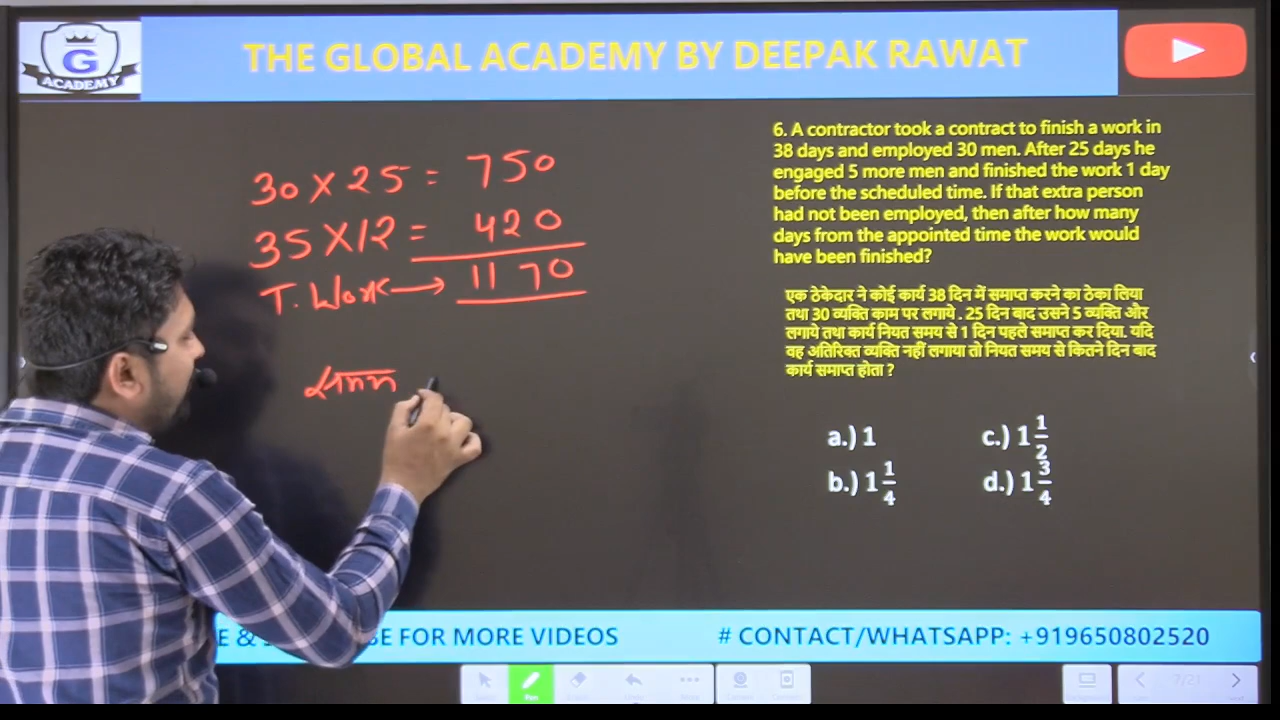 G
ACADEMY
THE GLOBAL ACADEMY BY DEEPAK RAWAT
30 × 25 = 750
35 × 12 = 420
T. Work → 1170
समय
6. A contractor took a contract to finish a work in
38 days and employed 30 men. After 25 days he
engaged 5 more men and finished the work 1 day
before the scheduled time. If that extra person
had not been employed, then after how many
days from the appointed time the work would
have been finished?
एक ठेकेदार ने कोई कार्य 38 दिन में समाप्त करने का ठेका लिया
तथा 30 व्यक्ति काम पर लगाये . 25 दिन बाद उसने 5 व्यक्ति और
लगाये तथा कार्य नियत समय से 1 दिन पहले समाप्त कर दिया. यदि
वह अतिरिक्त व्यक्ति नहीं लगाया तो नियत समय से कितने दिन बाद
कार्य समाप्त होता ?
a.) 1
c.) 1 1/2
b.) 1 1/4
d.) 1 3/4
FOR MORE VIDEOS
# CONTACT/WHATSAPP: +919650802520
Pen
7/21